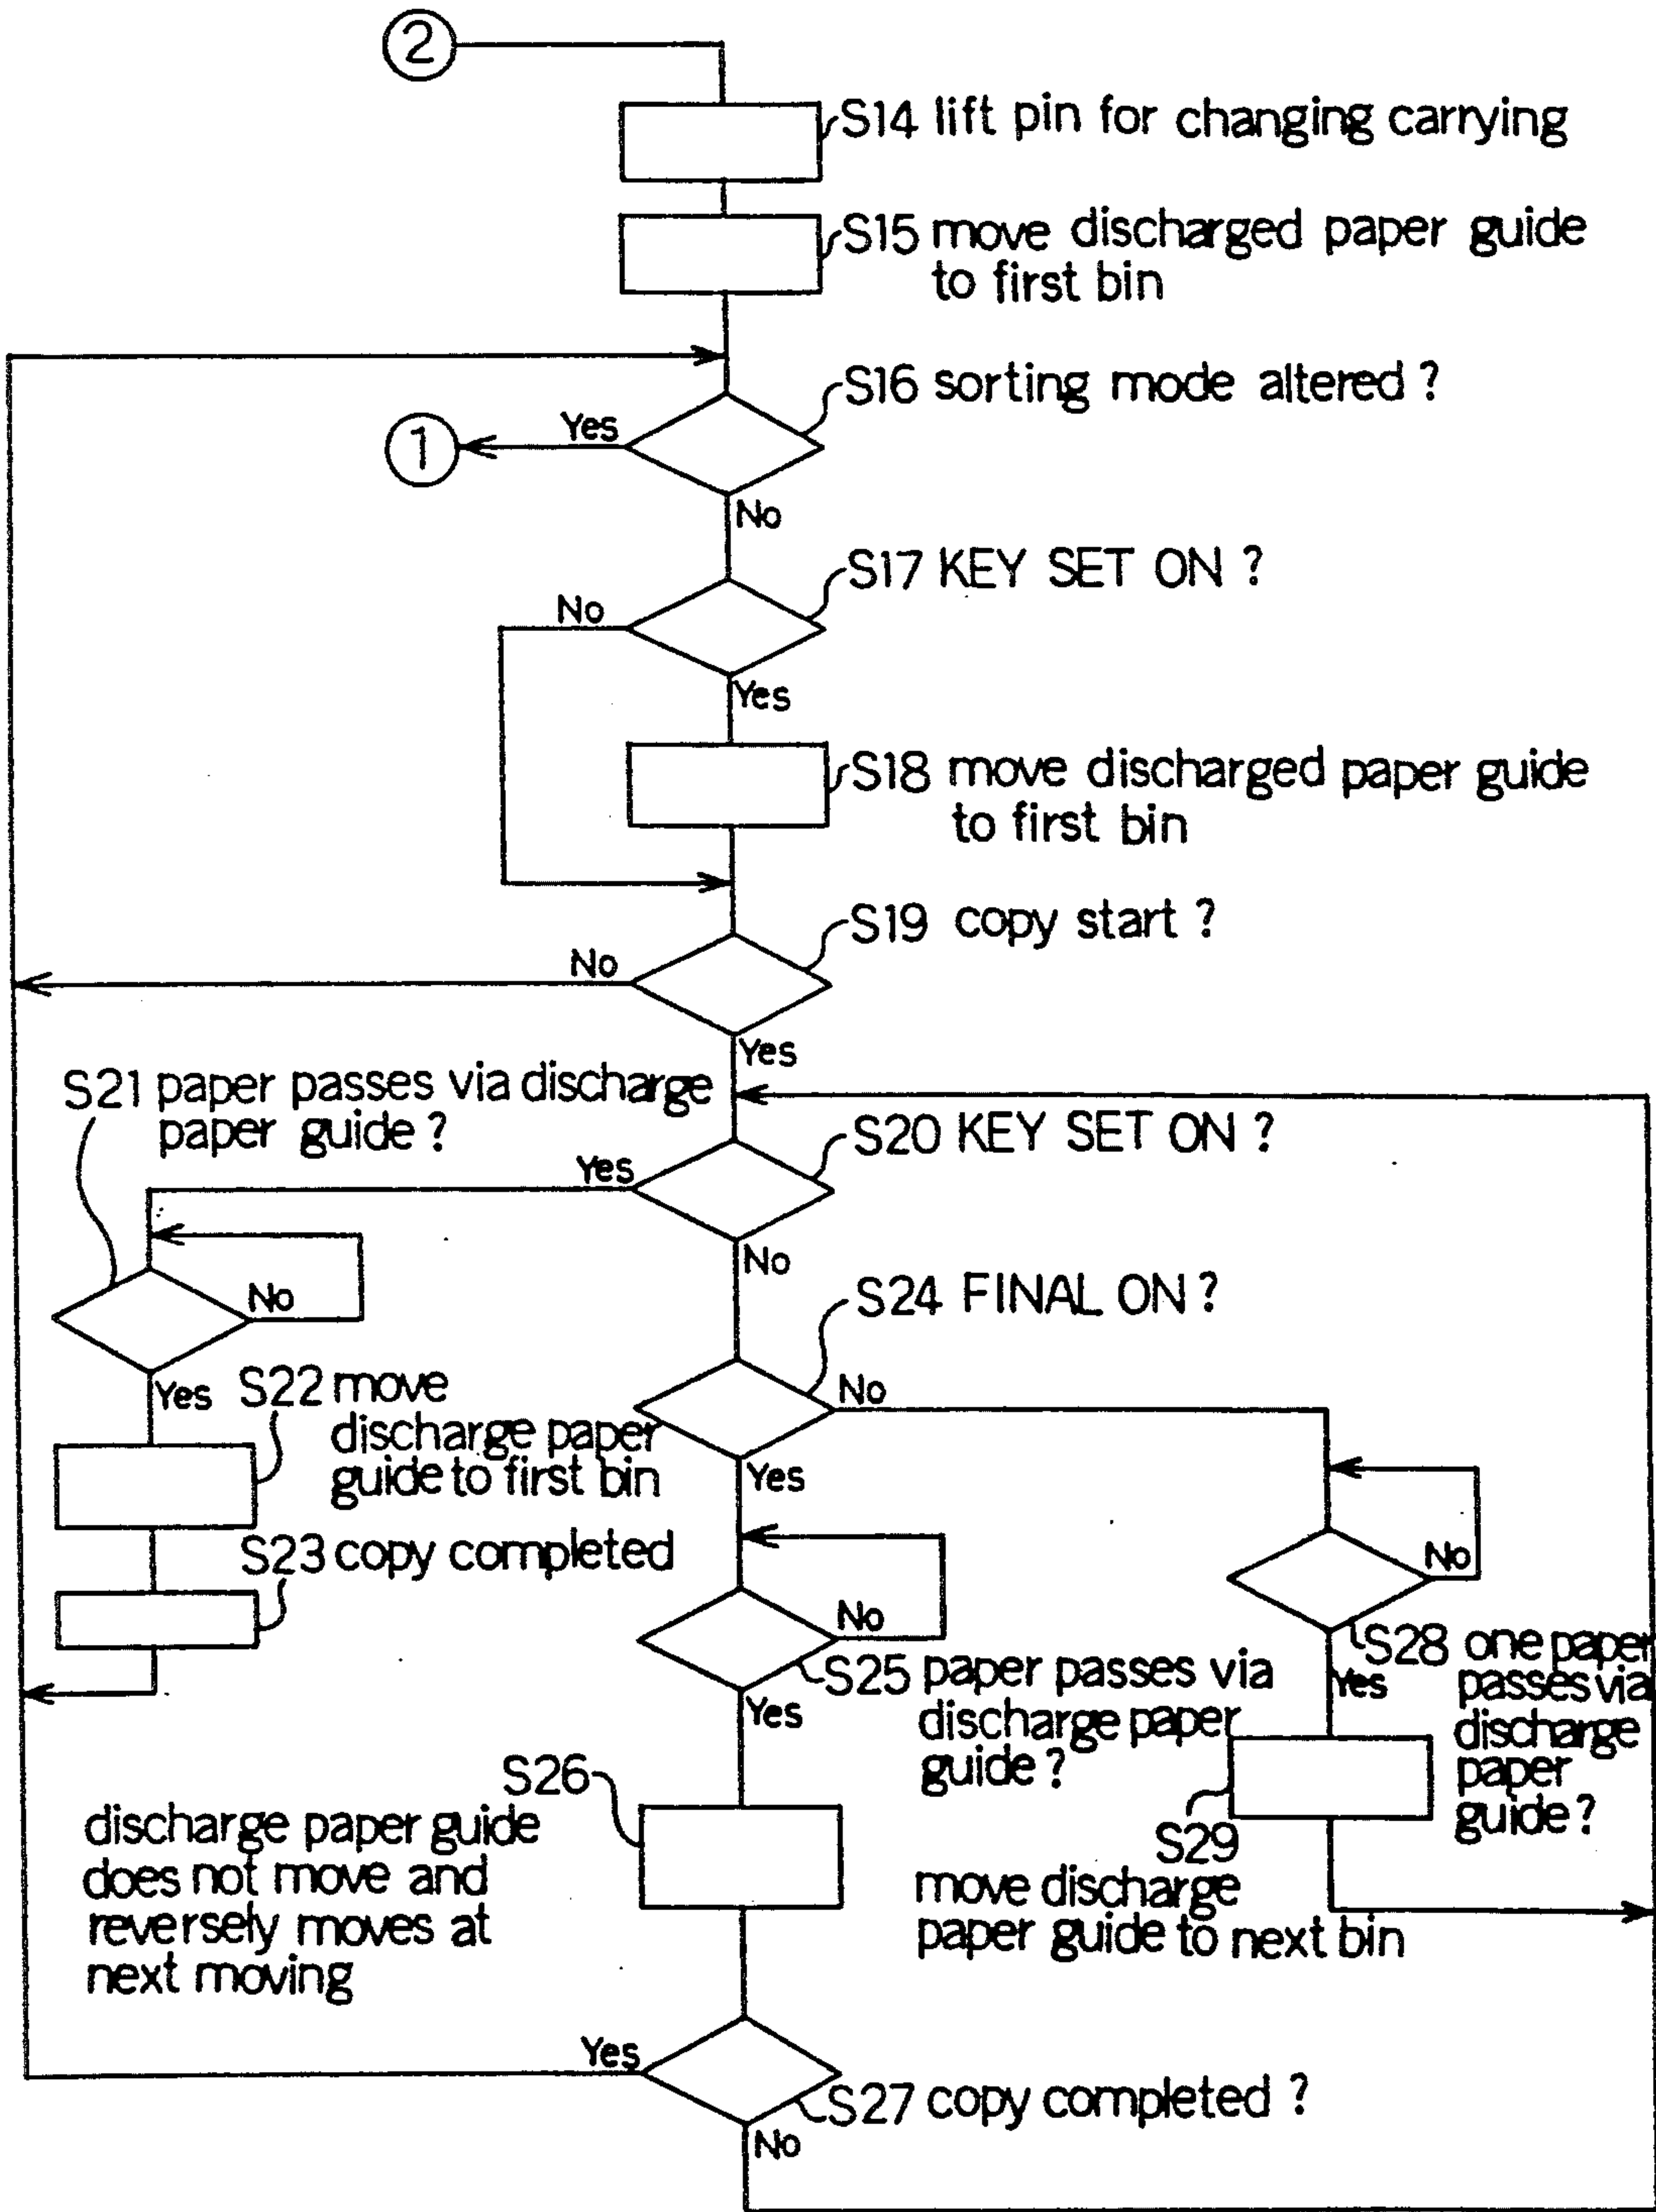 2
S14 lift pin for changing carrying
S15 move discharged paper guide
to first bin
S16 sorting mode altered ?
Yes
1
No
S17 KEY SET ON ?
No
Yes
S18 move discharged paper guide
to first bin
S19 copy start ?
No
Yes
S21 paper passes via discharge
paper guide ?
S20 KEY SET ON ?
Yes
No
No
S24 FINAL ON ?
Yes
S22 move
discharge paper
guide to first bin
No
Yes
S23 copy completed
No
No
S25 paper passes via
discharge paper
guide ?
Yes
S28 one paper
passes via
discharge
paper
guide ?
Yes
S26
discharge paper guide
does not move and
reversely moves at
next moving
S29
move discharge
paper guide to next bin
Yes
S27 copy completed ?
No